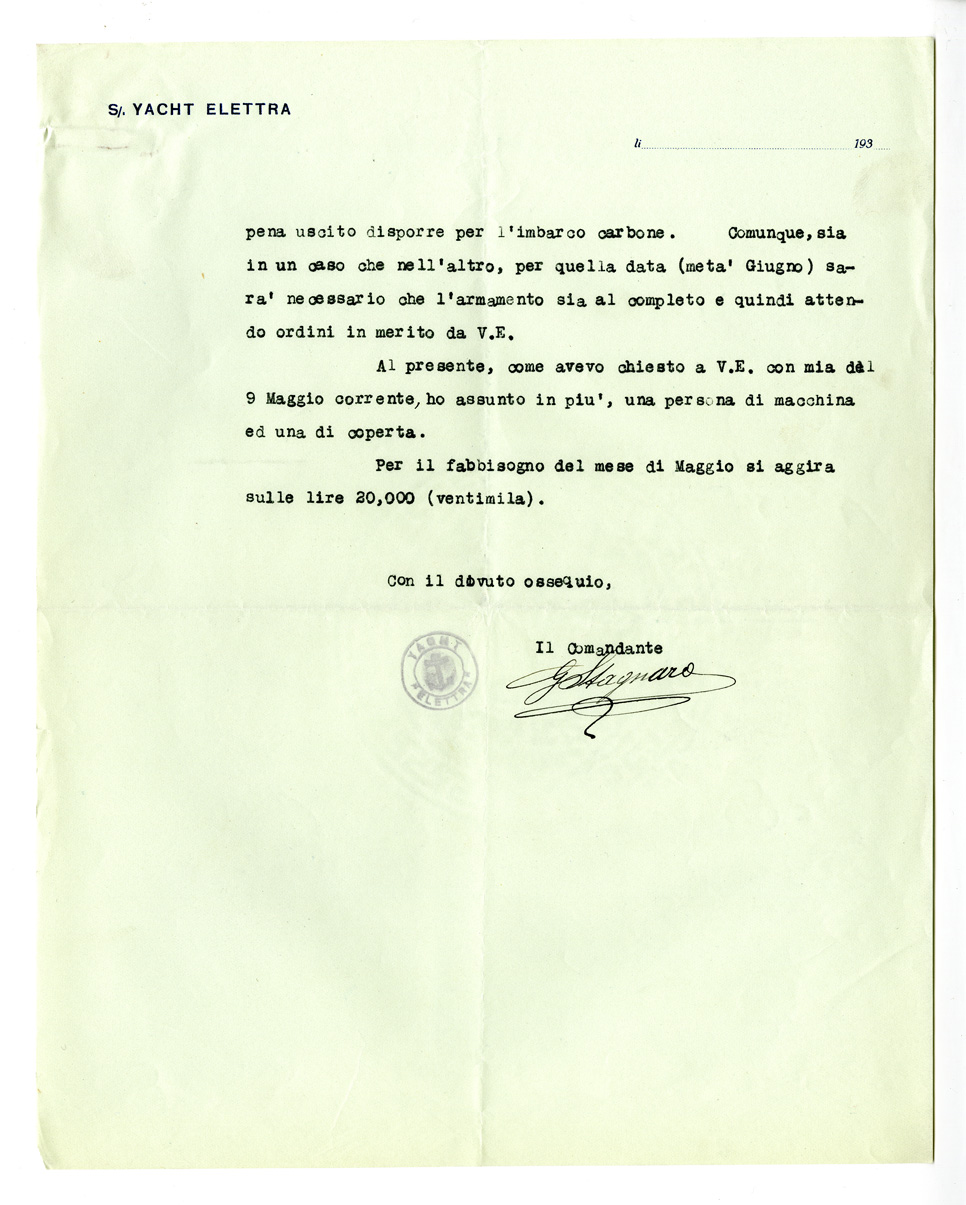 S/. YACHT ELETTRA
li 193
pena uscito disporre per l'imbarco carbone. Comunque, sia
in un caso che nell'altro, per quella data (meta' Giugno) sa-
ra' necessario che l'armamento sia al completo e quindi atten-
do ordini in merito da V.E.
Al presente, come avevo chiesto a V.E. con mia del
9 Maggio corrente, ho assunto in piu', una persona di macchina
ed una di coperta.
Per il fabbisogno del mese di Maggio si aggira
sulle lire 20,000 (ventimila).
Con il dovuto ossequio,
Il Comandante
G Stagnaro
YACHT
ELETTRA